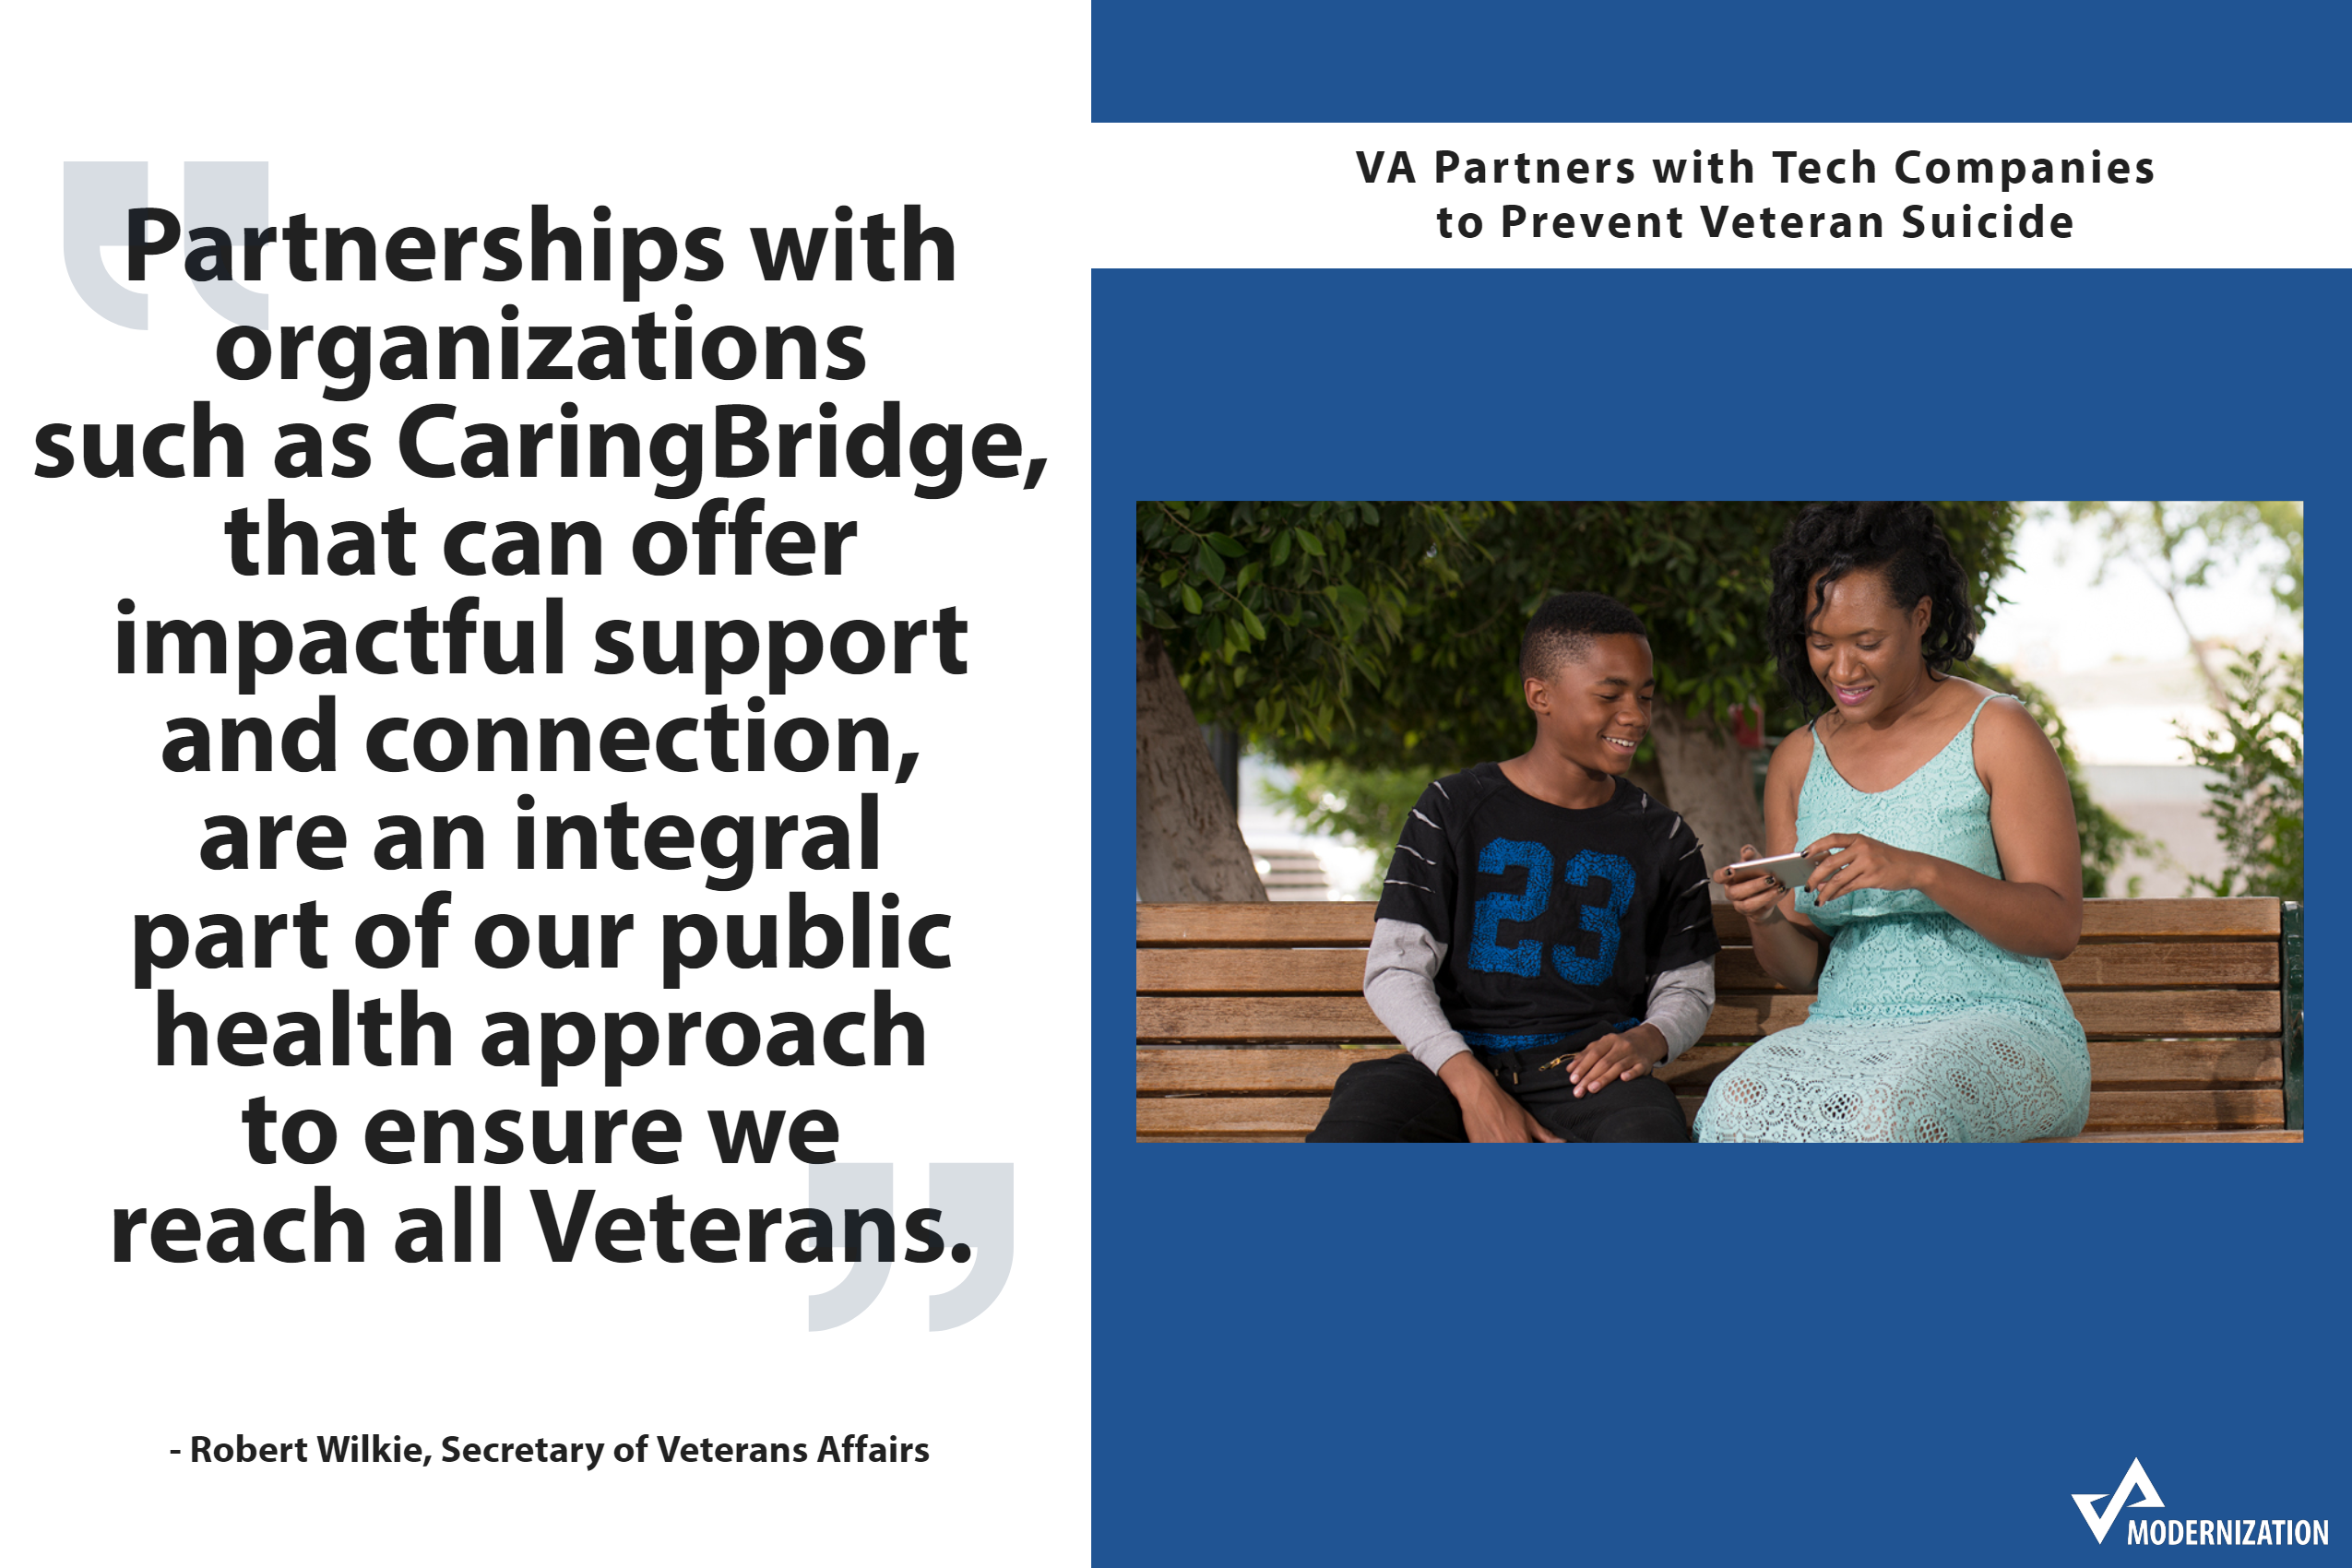 Partnerships with
organizations
such as CaringBridge,
that can offer
impactful support
and connection,
are an integral
part of our public
health approach
to ensure we
reach all Veterans.
- Robert Wilkie, Secretary of Veterans Affairs
VA Partners with Tech Companies
to Prevent Veteran Suicide
23
VA
MODERNIZATION